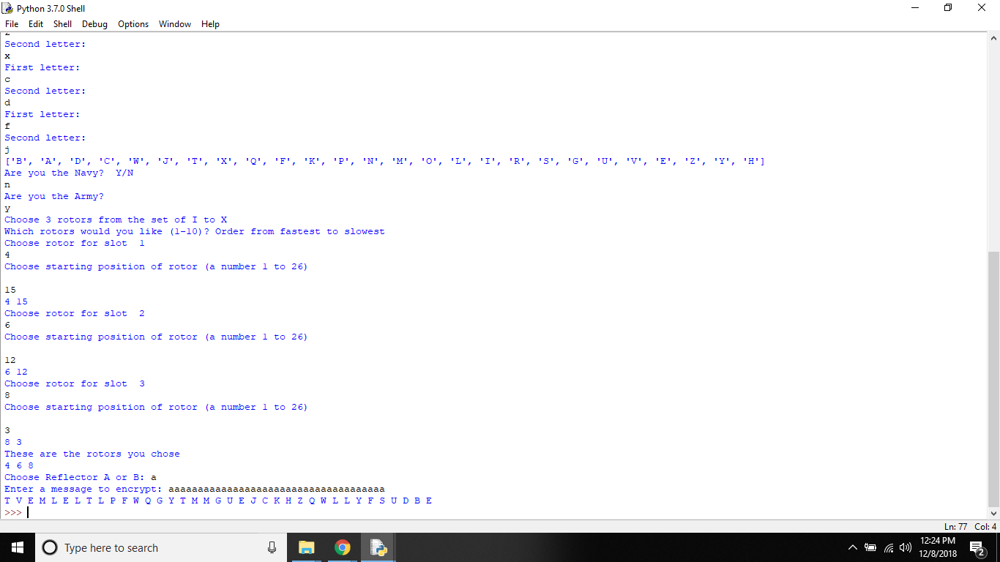 Python 3.7.0 Shell
File Edit Shell Debug Options Window Help
Second letter:
x
First letter:
c
Second letter:
d
First letter:
f
Second letter:
j
['B', 'A', 'D', 'C', 'W', 'J', 'T', 'X', 'Q', 'F', 'K', 'P', 'N', 'M', 'O', 'L', 'I', 'R', 'S', 'G', 'U', 'V', 'E', 'Z', 'Y', 'H']
Are you the Navy?  Y/N
n
Are you the Army?
y
Choose 3 rotors from the set of I to X
Which rotors would you like (1-10)? Order from fastest to slowest
Choose rotor for slot  1
4
Choose starting position of rotor (a number 1 to 26)
15
4 15
Choose rotor for slot  2
6
Choose starting position of rotor (a number 1 to 26)
12
6 12
Choose rotor for slot  3
8
Choose starting position of rotor (a number 1 to 26)
3
8 3
These are the rotors you chose
4 6 8
Choose Reflector A or B: a
Enter a message to encrypt: aaaaaaaaaaaaaaaaaaaaaaaaaaaaaaaaaaaaa
T V E M L E L T L P F W Q G Y T M M G U E J C K H Z Q W L L Y F S U D B E
>>>
Ln: 77 Col: 4
Type here to search
12:24 PM
12/8/2018
2